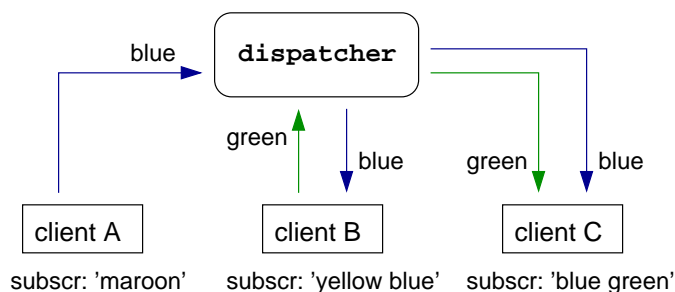 blue
dispatcher
green
blue
green
blue
client A
client B
client C
subscr: ’maroon’
subscr: ’yellow blue’
subscr: ’blue green’